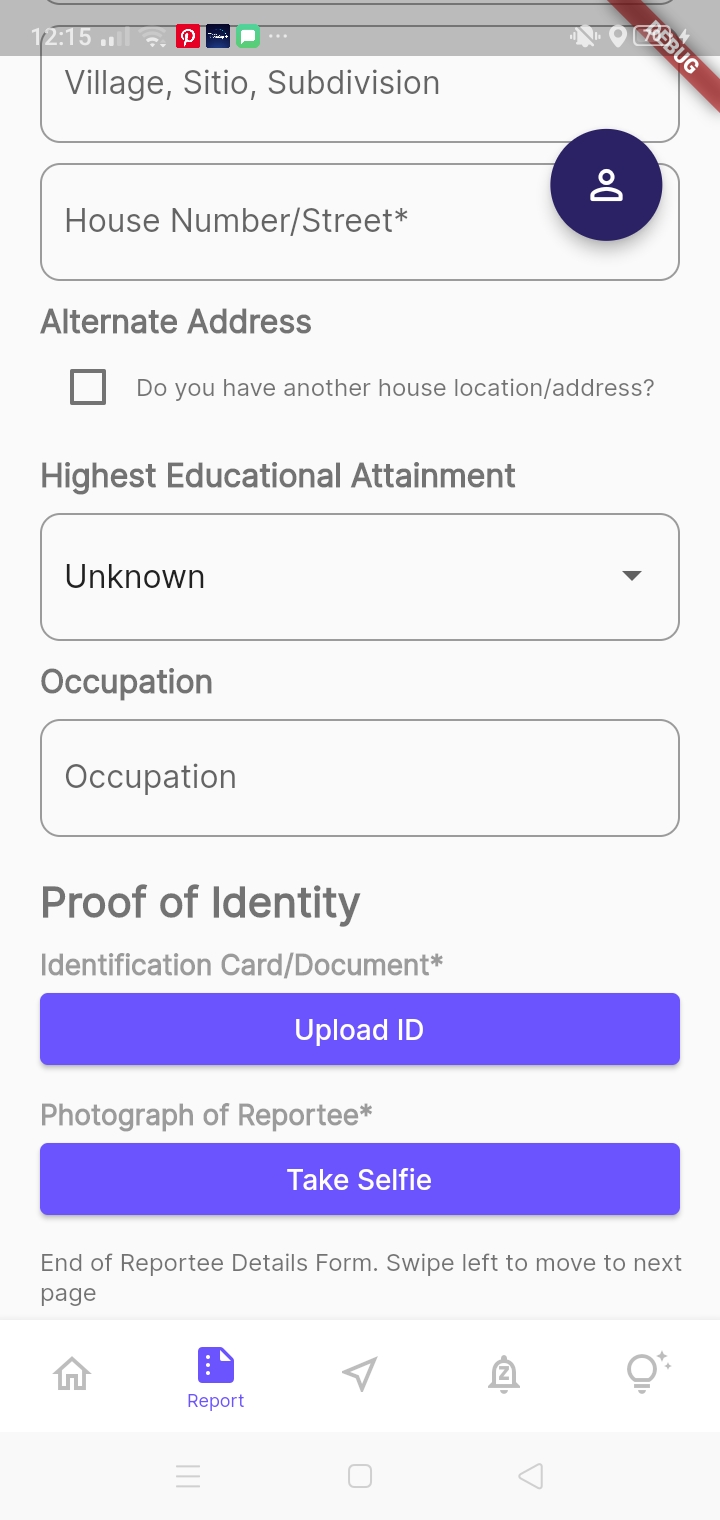 12:15
70
DEBUG
Village, Sitio, Subdivision
House Number/Street*
Alternate Address
Do you have another house location/address?
Highest Educational Attainment
Unknown
Occupation
Occupation
Proof of Identity
Identification Card/Document*
Upload ID
Photograph of Reportee*
Take Selfie
End of Reportee Details Form. Swipe left to move to next
page
Report